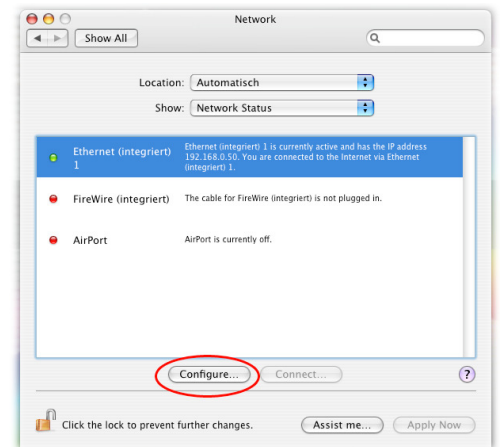 Network
Show All
Location: Automatisch
Show: Network Status
Ethernet (integriert)
1
Ethernet (integriert) 1 is currently active and has the IP address
192.168.0.50. You are connected to the Internet via Ethernet
(integriert) 1.
FireWire (integriert)
The cable for FireWire (integriert) is not plugged in.
AirPort
AirPort is currently off.
Configure...
Connect...
?
Click the lock to prevent further changes.
Assist me...
Apply Now